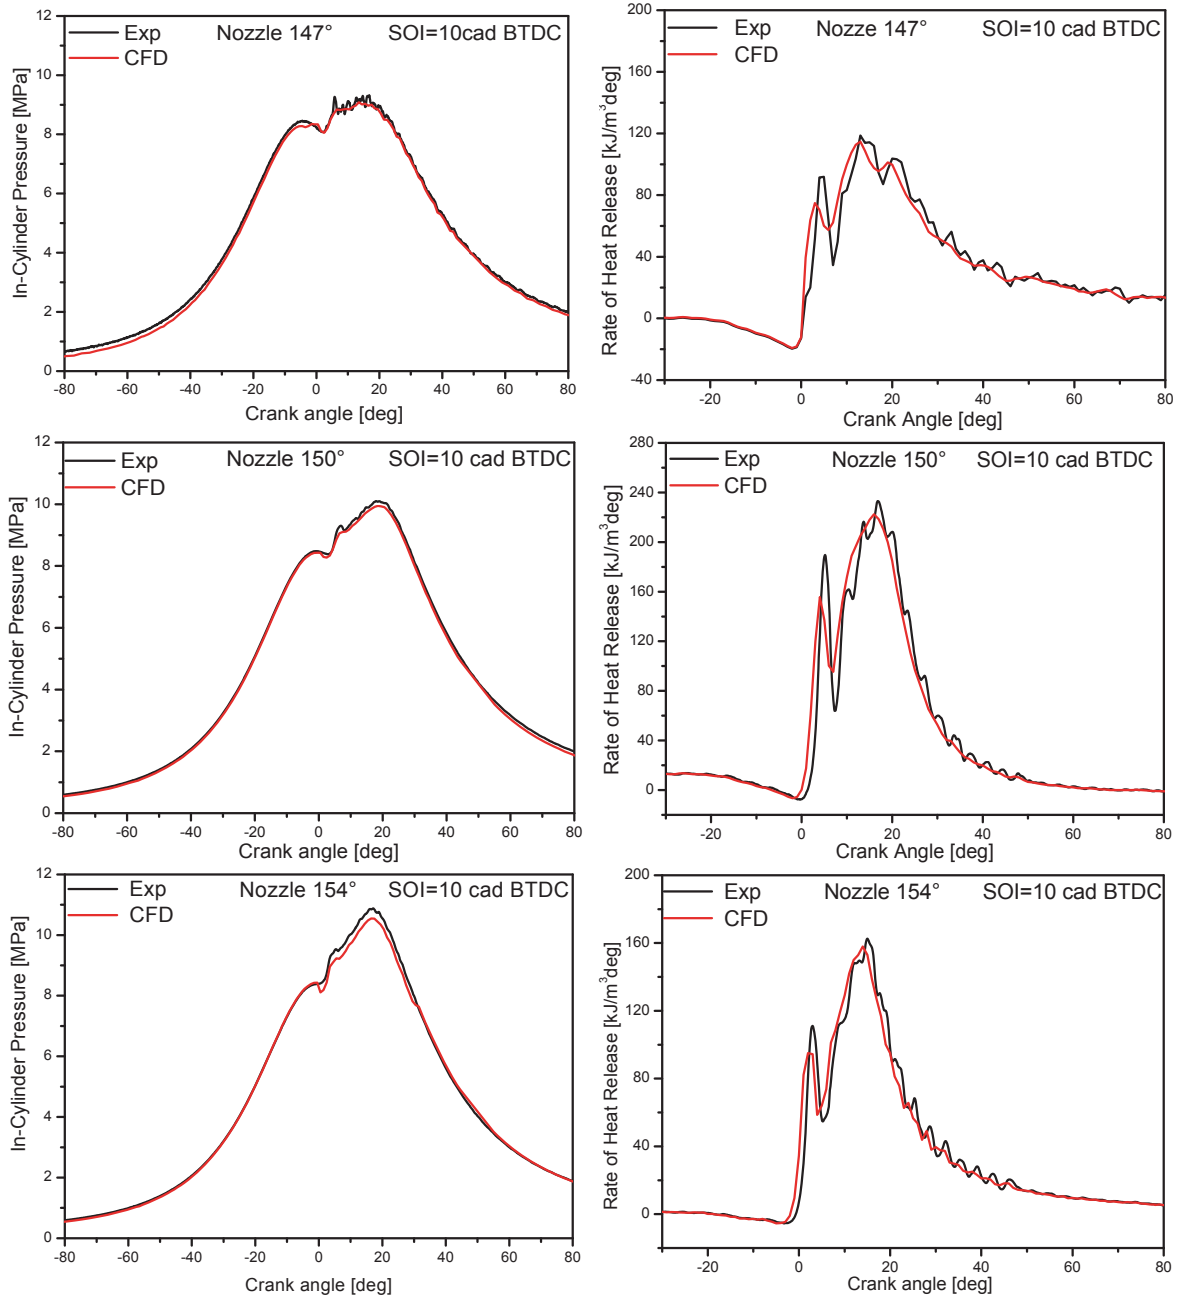 Exp Nozzle 147° SOI=10cad BTDC
CFD
In-Cylinder Pressure [MPa]
12
10
8
6
4
2
0
-80 -60 -40 -20 0 20 40 60 80
Crank angle [deg]
Exp Nozzle 147° SOI=10 cad BTDC
CFD
Rate of Heat Release [kJ/m³deg]
200
160
120
80
40
0
-40
-20 0 20 40 60 80
Crank Angle [deg]
Exp Nozzle 150° SOI=10 cad BTDC
CFD
In-Cylinder Pressure [MPa]
12
10
8
6
4
2
0
-80 -60 -40 -20 0 20 40 60 80
Crank angle [deg]
Exp Nozzle 150° SOI=10 cad BTDC
CFD
Rate of Heat Release [kJ/m³deg]
280
240
200
160
120
80
40
0
-20 0 20 40 60 80
Crank Angle [deg]
Exp Nozzle 154° SOI=10 cad BTDC
CFD
In-Cylinder Pressure [MPa]
12
10
8
6
4
2
0
-80 -60 -40 -20 0 20 40 60 80
Crank angle [deg]
Exp Nozzle 154° SOI=10 cad BTDC
CFD
Rate of Heat Release [kJ/m³deg]
200
160
120
80
40
0
-20 0 20 40 60 80
Crank angle [deg]